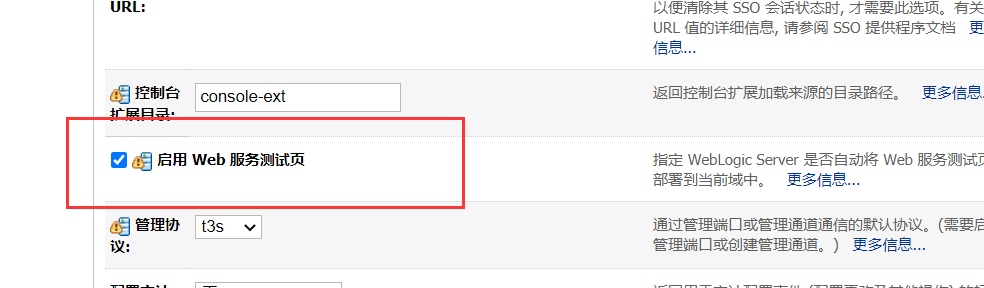 URL:
以便清除其 SSO 会话状态时, 才需要此选项。有关
URL 值的详细信息, 请参阅 SSO 提供程序文档 更
信息...
控制台
扩展目录:
console-ext
返回控制台扩展加载来源的目录路径。 更多信息.
启用 Web 服务测试页
指定 WebLogic Server 是否自动将 Web 服务测试页
部署到当前域中。 更多信息...
管理协
议:
t3s
通过管理端口或管理通道通信的默认协议。(需要启
管理端口或创建管理通道。) 更多信息...